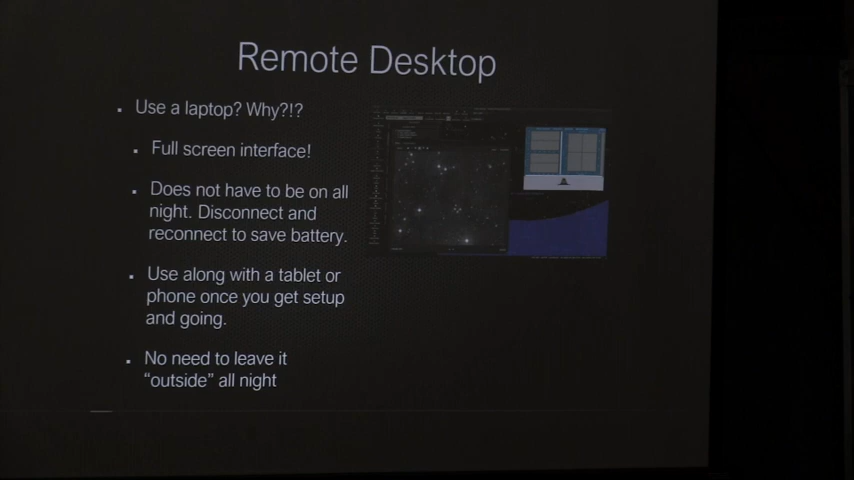 Remote Desktop
Use a laptop? Why?!?
Full screen interface!
Does not have to be on all
night. Disconnect and
reconnect to save battery.
Use along with a tablet or
phone once you get setup
and going.
No need to leave it
“outside” all night